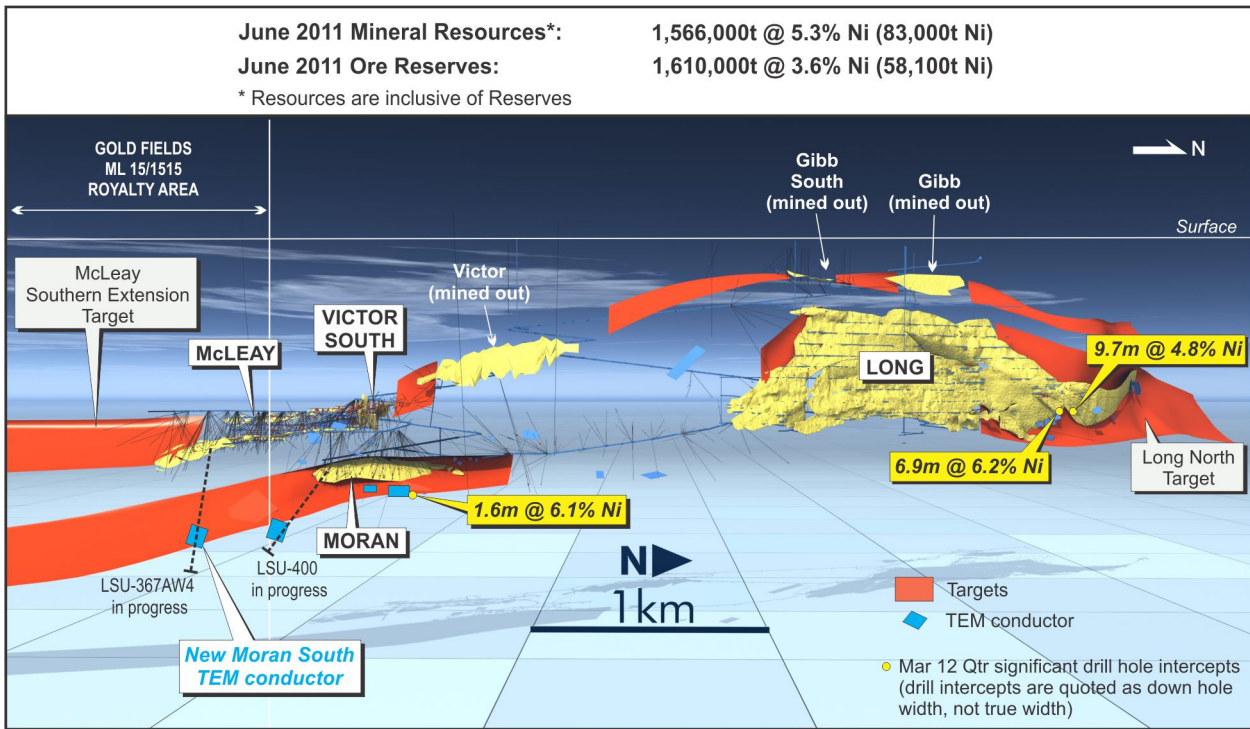 June 2011 Mineral Resources*: 1,566,000t @ 5.3% Ni (83,000t Ni)
June 2011 Ore Reserves: 1,610,000t @ 3.6% Ni (58,100t Ni)
* Resources are inclusive of Reserves
GOLD FIELDS
ML 15/1515
ROYALTY AREA
Gibb
South
(mined out)
Gibb
(mined out)
N
Surface
McLeay
Southern Extension
Target
McLEAY
VICTOR
SOUTH
Victor
(mined out)
LONG
9.7m @ 4.8% Ni
6.9m @ 6.2% Ni
Long North
Target
1.6m @ 6.1% Ni
MORAN
LSU-367AW4
in progress
LSU-400
in progress
New Moran South
TEM conductor
N
1km
Targets
TEM conductor
Mar 12 Qtr significant drill hole intercepts
(drill intercepts are quoted as down hole
width, not true width)